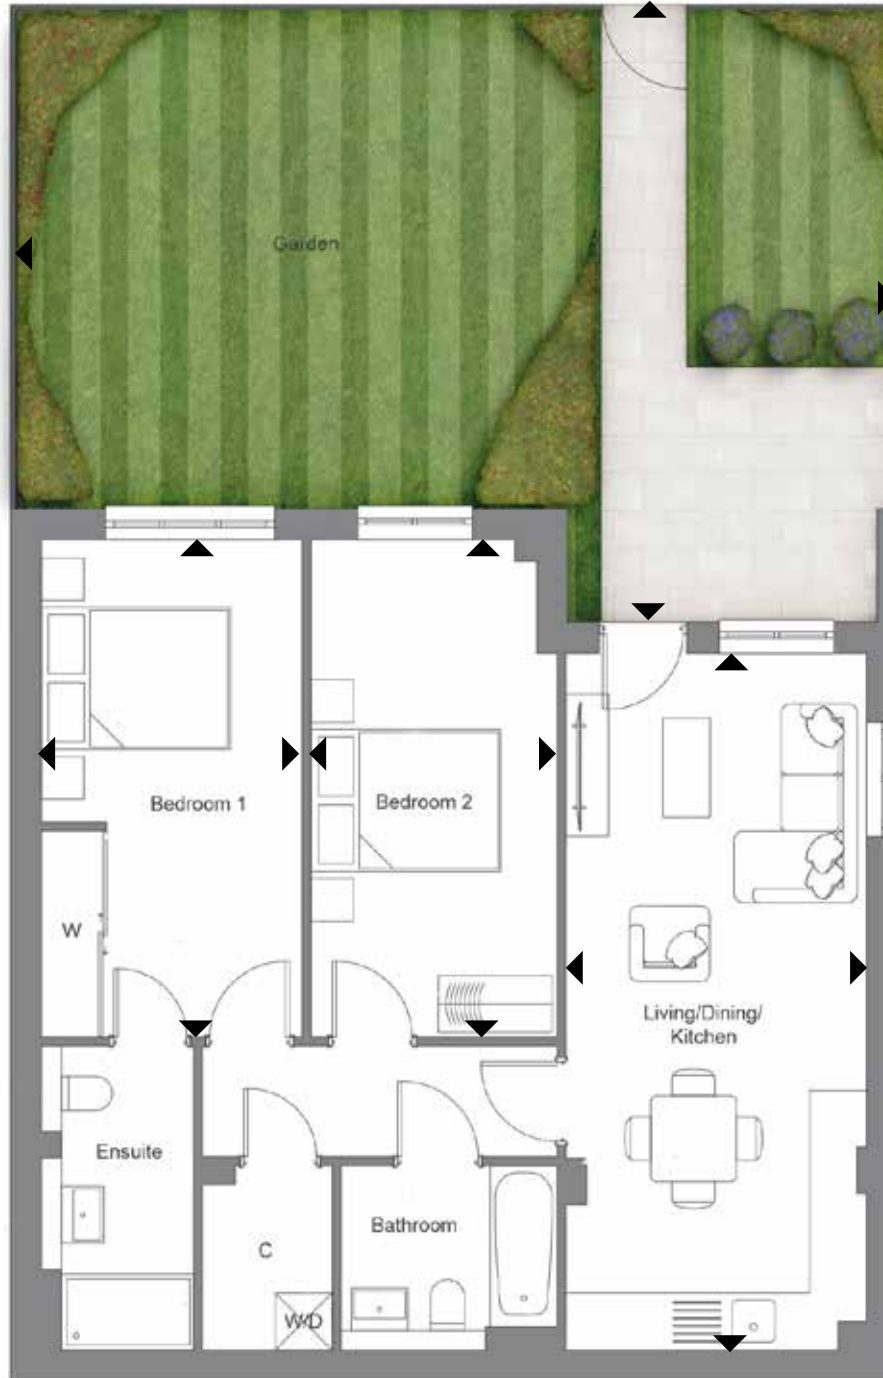 Garden
Bedroom 1
Bedroom 2
W
Living/Dining/
Kitchen
Ensuite
Bathroom
C
W/D